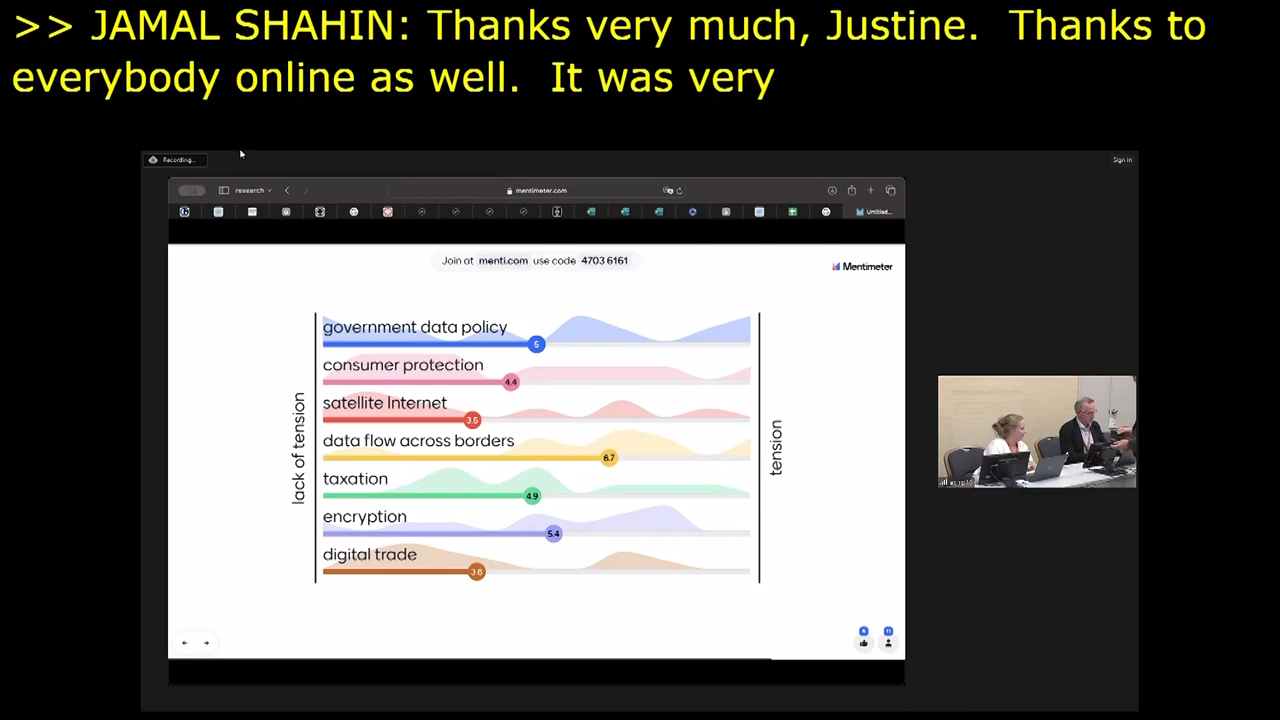 >> JAMAL SHAHIN: Thanks very much, Justine. Thanks to
everybody online as well. It was very
Recording...
Sign in
research
mentimeter.com
Untitled...
Join at menti.com use code 4703 6161
Mentimeter
lack of tension
tension
government data policy
5
consumer protection
4.4
satellite Internet
data flow across borders
6.7
taxation
4.9
encryption
5.4
digital trade
3.6